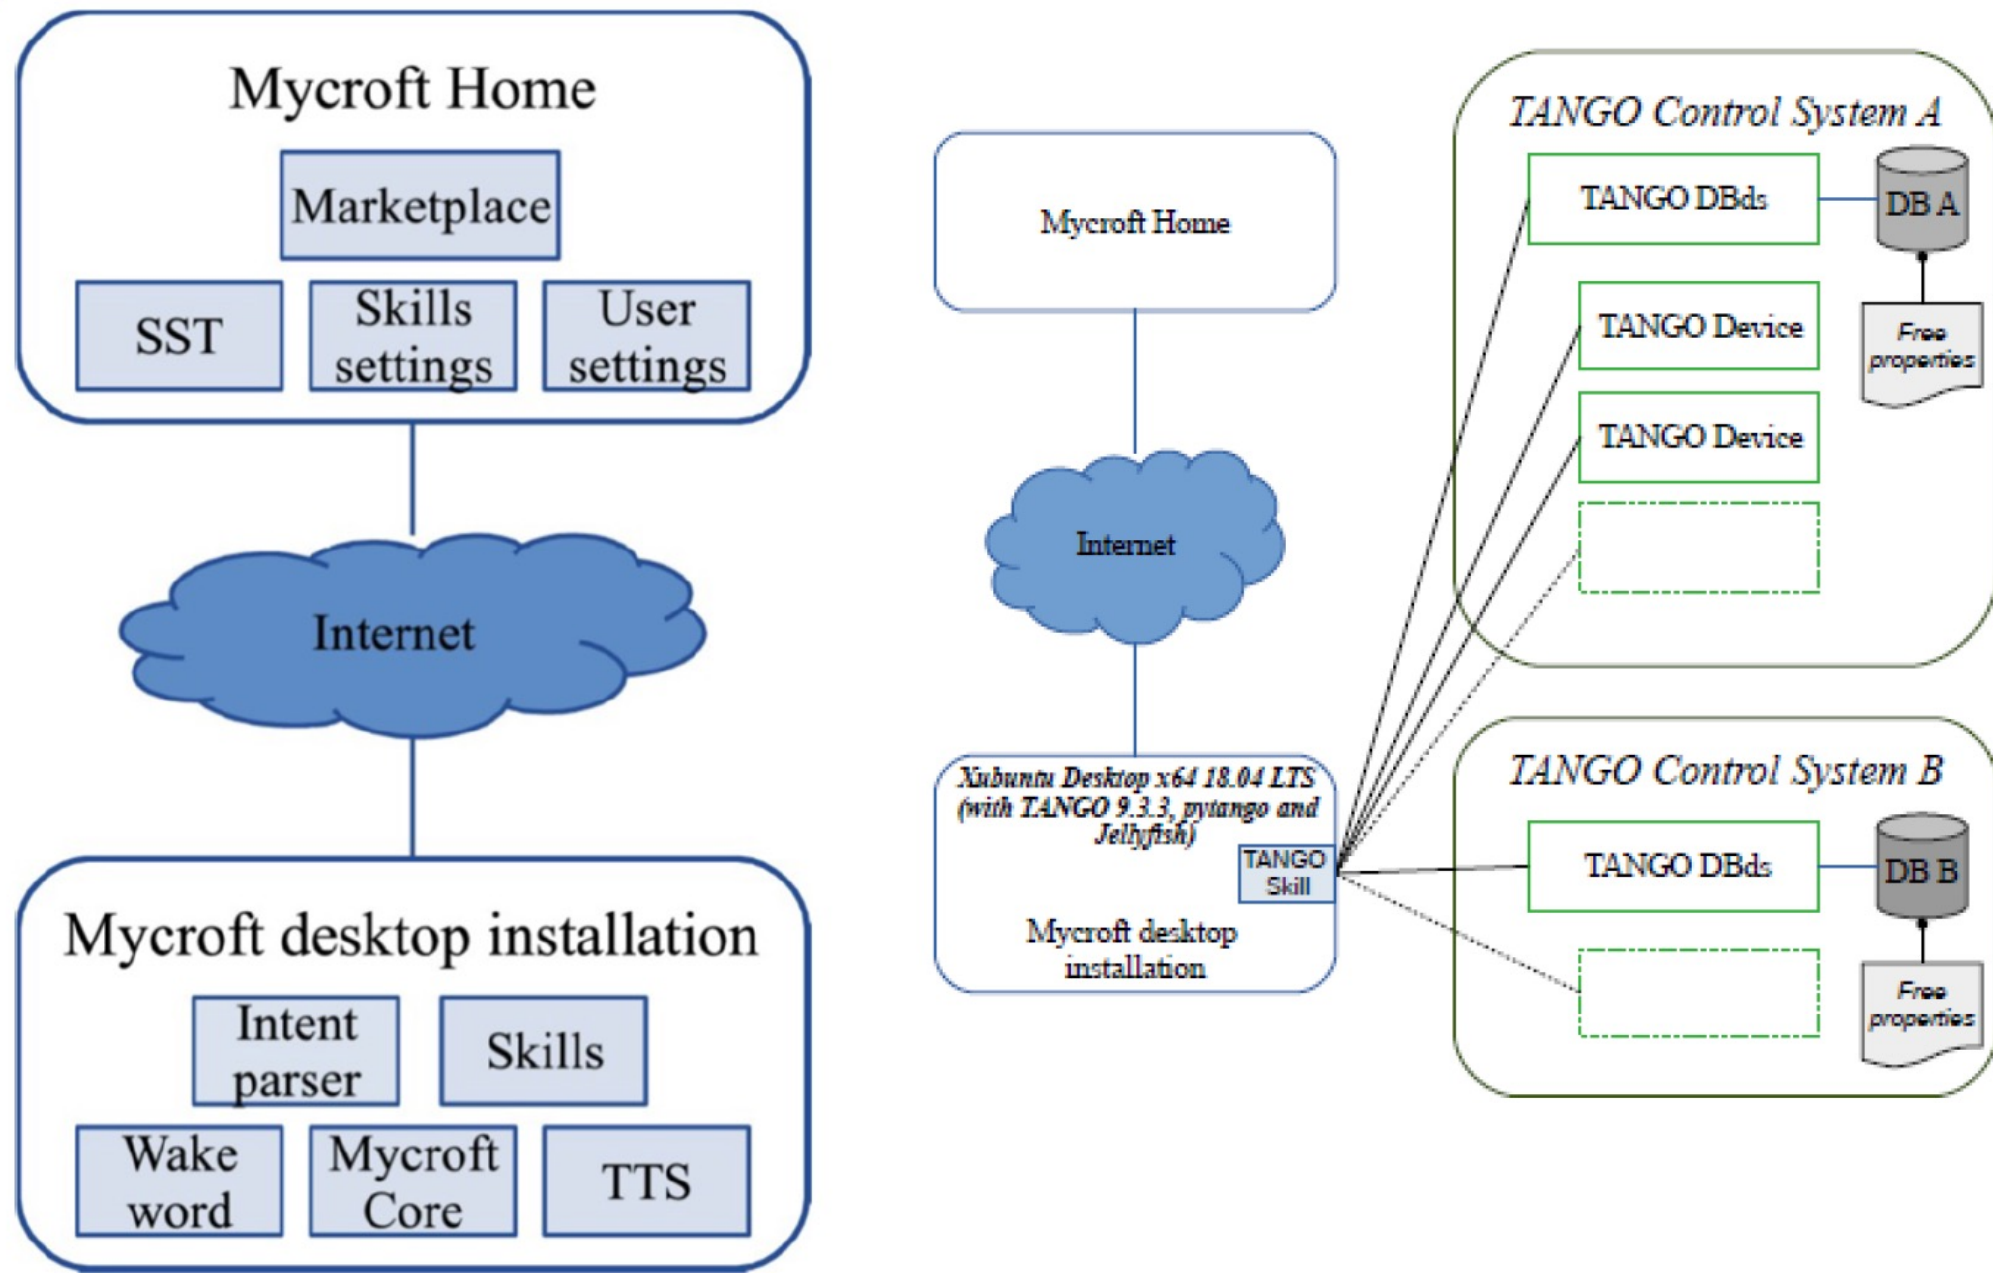 Mycroft Home
Marketplace
SST
Skills
settings
User
settings
Internet
Mycroft desktop installation
Intent
parser
Skills
Wake
word
Mycroft
Core
TTS
Mycroft Home
Internet
Xubuntu Desktop x64 18.04 LTS
(with TANGO 9.3.3, pytango and
Jellyfish)
TANGO
Skill
Mycroft desktop
installation
TANGO Control System A
TANGO DBds
DB A
TANGO Device
Free
properties
TANGO Device
TANGO Control System B
TANGO DBds
DB B
Free
properties